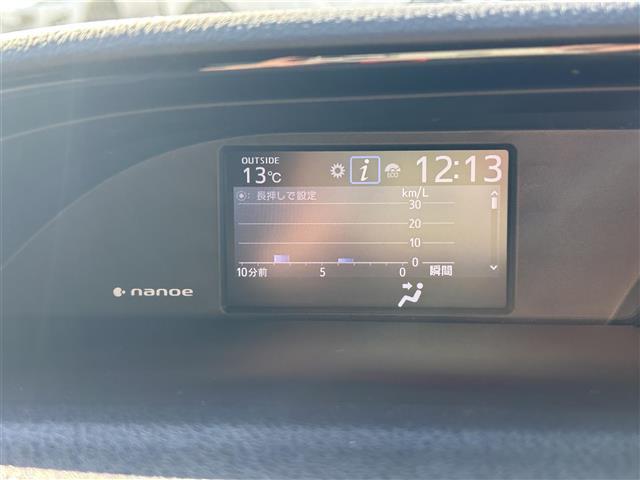 OUTSIDE
13℃
i
ECO
12:13
: 長押しで設定
km/L
30
20
10
0
10分前 5 0 瞬間
nanoe